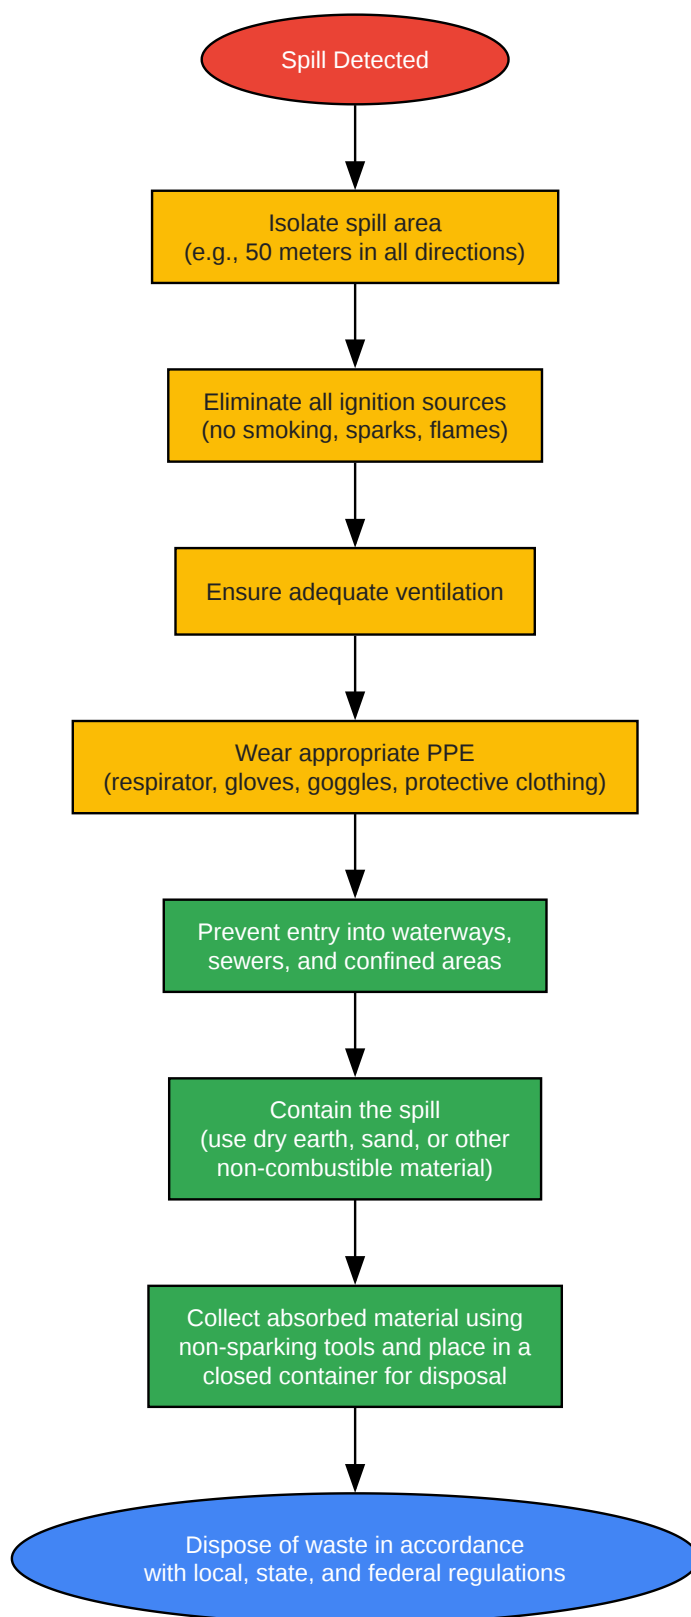 Spill Detected
Isolate spill area
(e.g., 50 meters in all directions)
Eliminate all ignition sources
(no smoking, sparks, flames)
Ensure adequate ventilation
Wear appropriate PPE
(respirator, gloves, goggles, protective clothing)
Prevent entry into waterways,
sewers, and confined areas
Contain the spill
(use dry earth, sand, or other
non-combustible material)
Collect absorbed material using
non-sparking tools and place in a
closed container for disposal
Dispose of waste in accordance
with local, state, and federal regulations